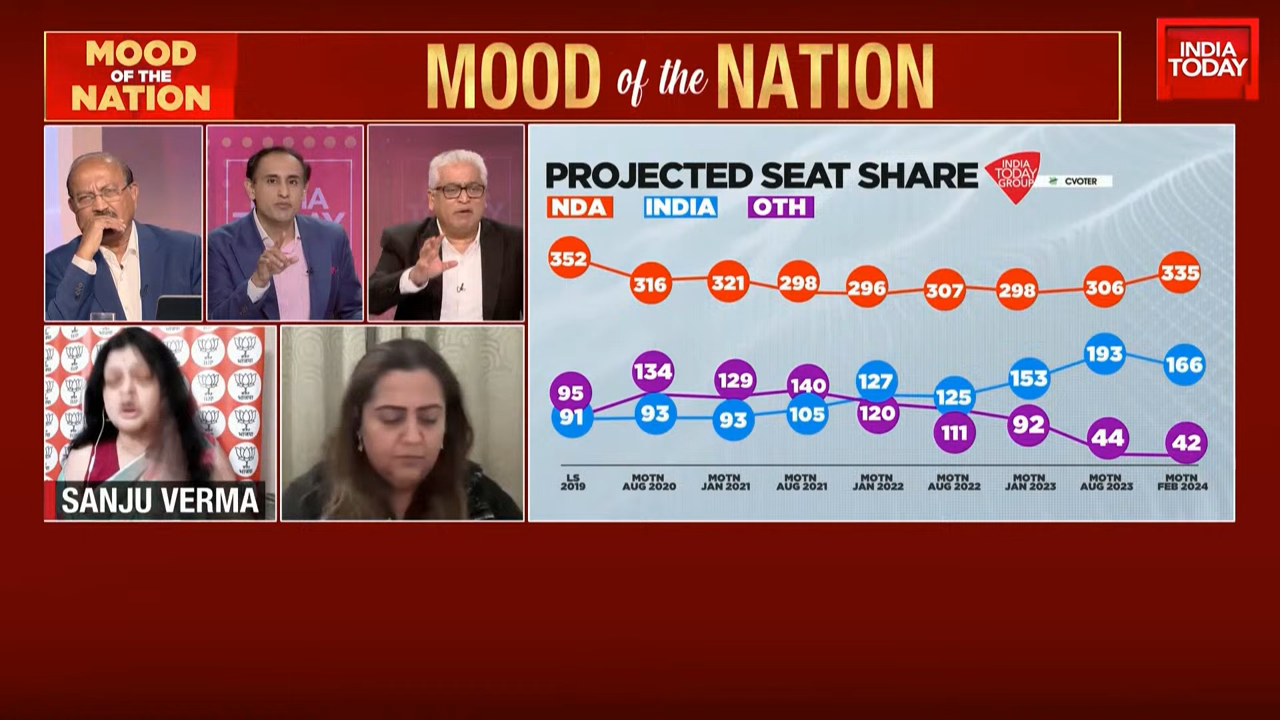 MOOD
OF THE
NATION
MOOD of the NATION
INDIA
TODAY
PROJECTED SEAT SHARE
INDIA
TODAY
GROUP
CVOTER
NDA INDIA OTH
352 316 321 298 296 307 298 306 335
95 134 129 140 127 125 153 193 166
91 93 93 105 120 111 92 44 42
LS
2019
MOTN
AUG 2020
MOTN
JAN 2021
MOTN
AUG 2021
MOTN
JAN 2022
MOTN
AUG 2022
MOTN
JAN 2023
MOTN
AUG 2023
MOTN
FEB 2024
SANJU VERMA